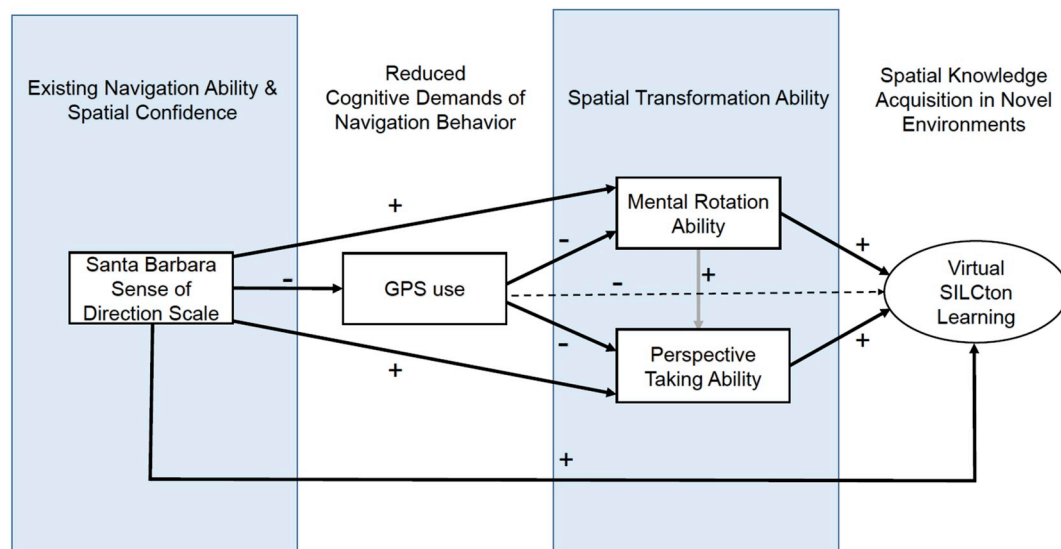 Existing Navigation Ability &
Spatial Confidence
Reduced
Cognitive Demands of
Navigation Behavior
Spatial Transformation Ability
Spatial Knowledge
Acquisition in Novel
Environments
+
Mental Rotation
Ability
-
+
Santa Barbara
Sense of
Direction Scale
-
GPS use
+
-
Virtual
SILCton
Learning
-
Perspective
Taking Ability
+
+
+